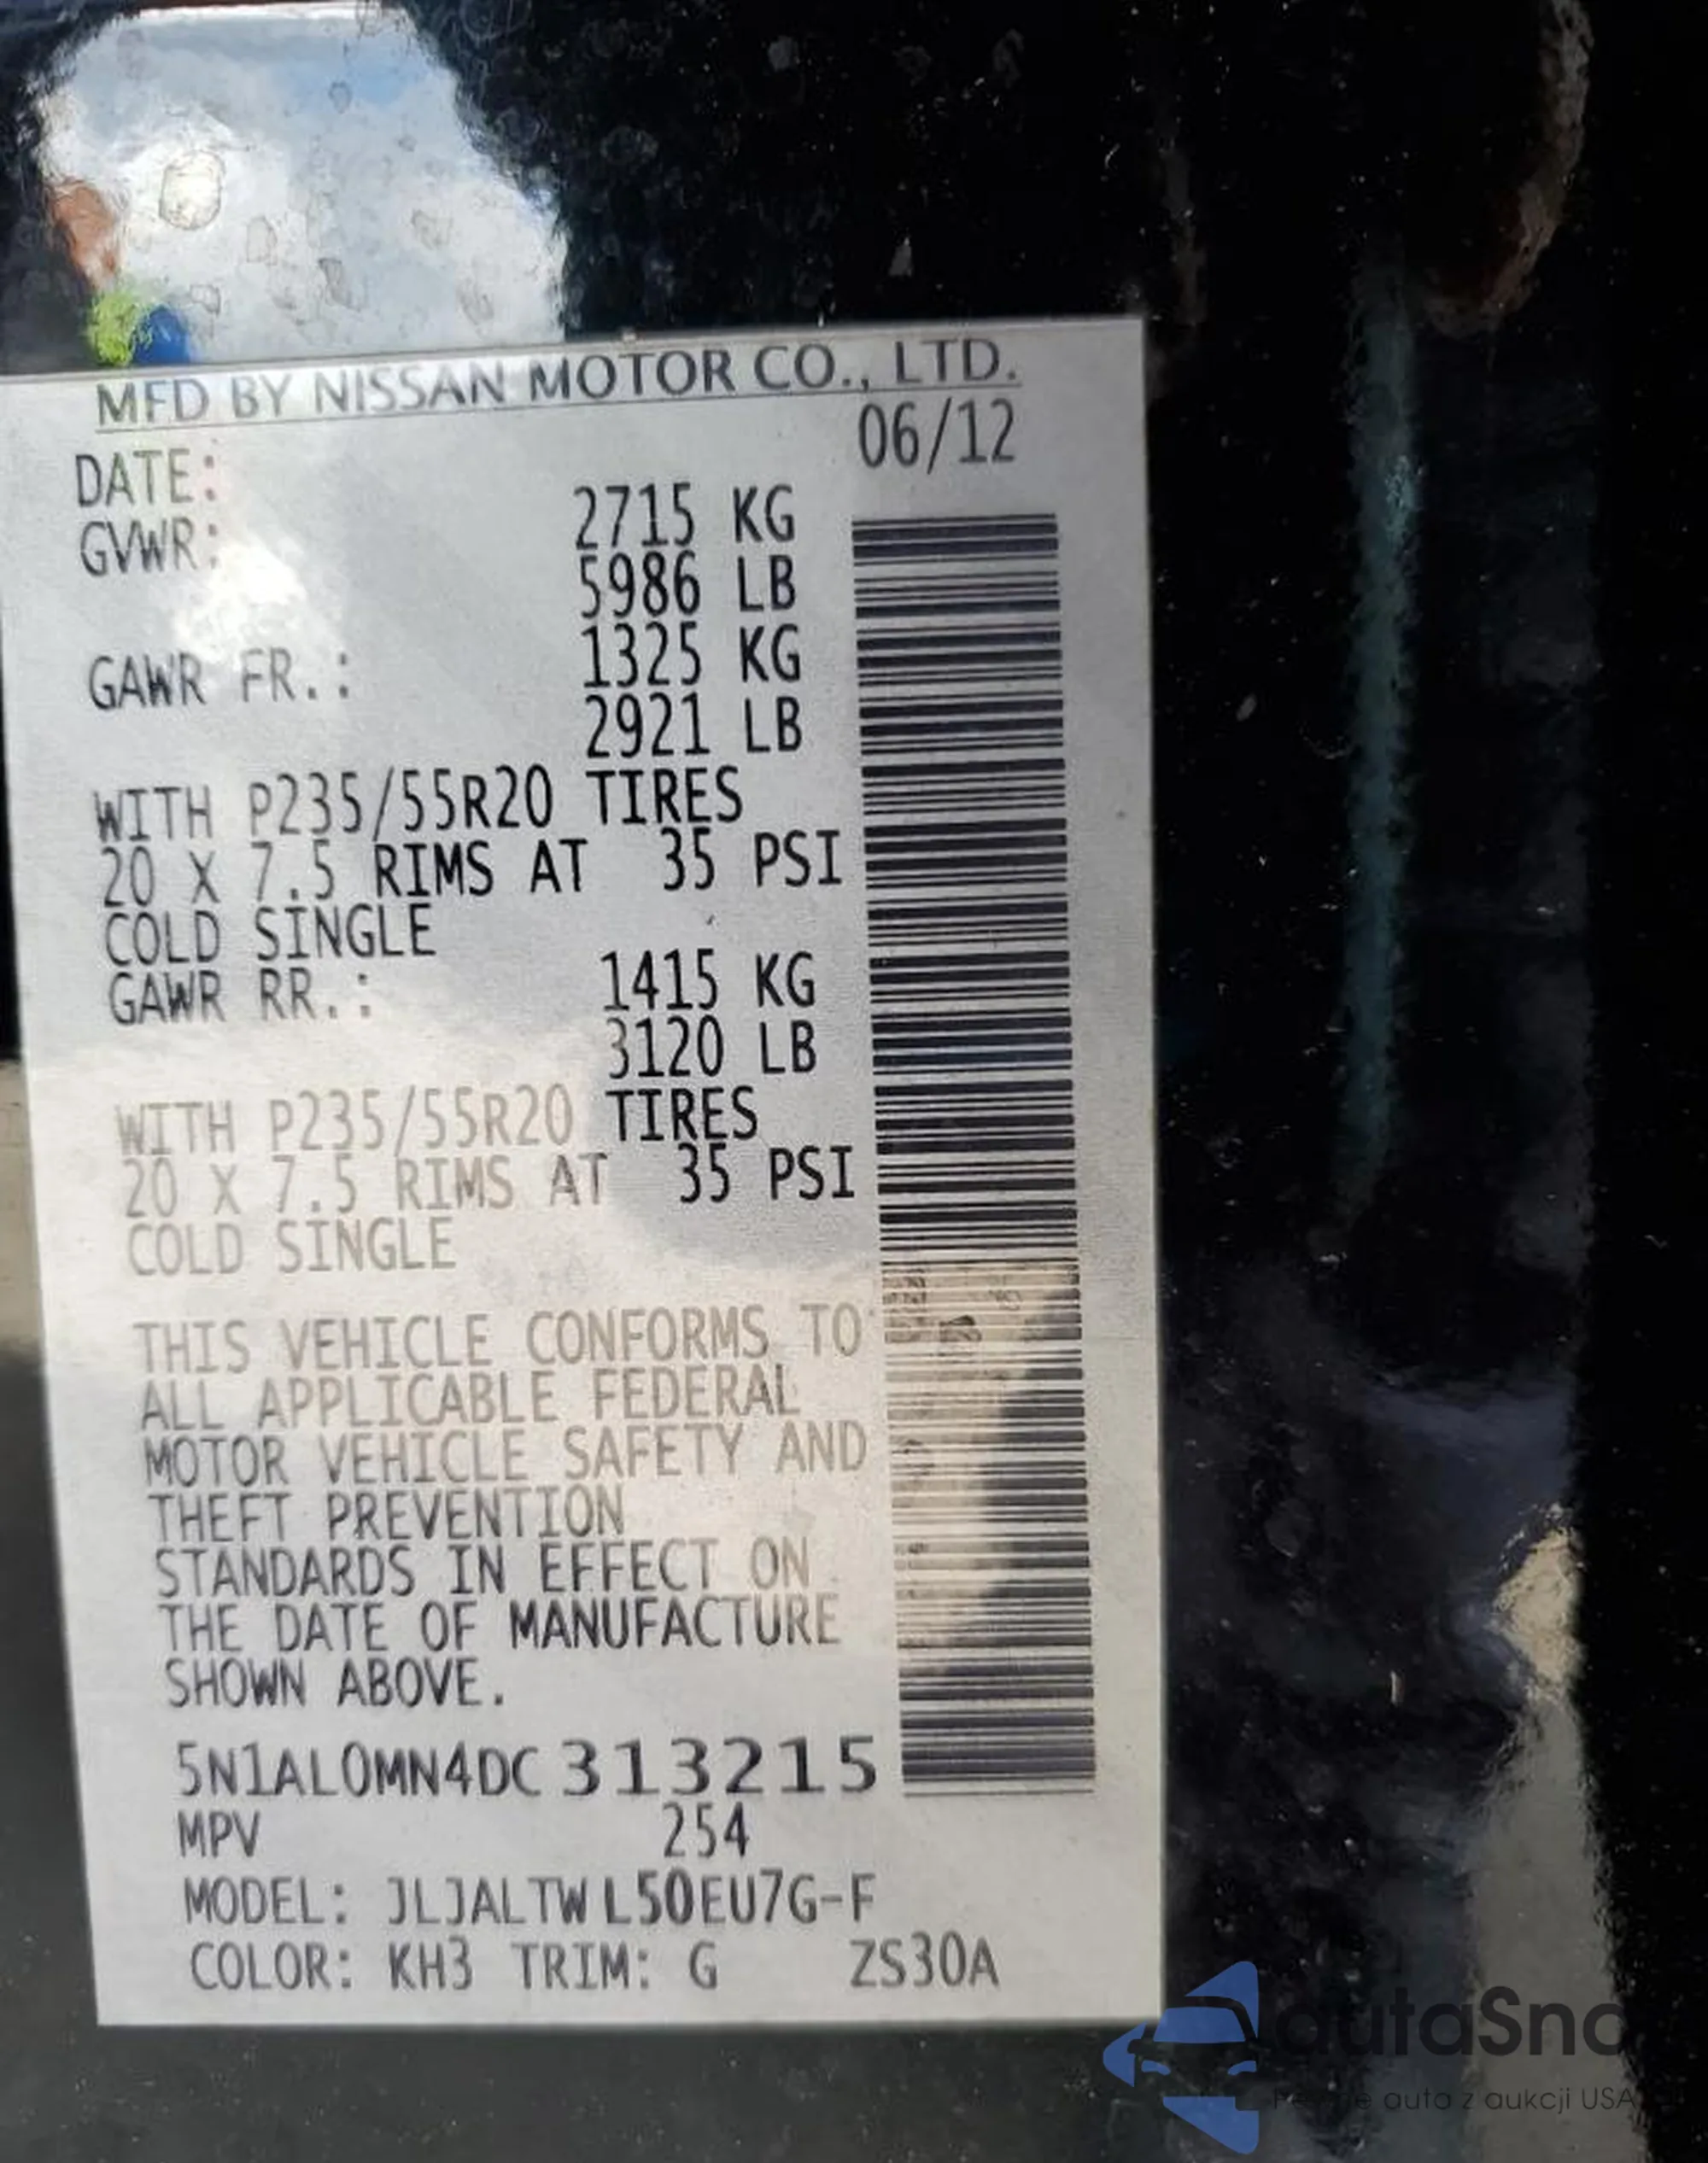 MFD BY NISSAN MOTOR CO., LTD.
DATE: 06/12
GVWR: 2715 KG
5986 LB
GAWR FR.: 1325 KG
2921 LB
WITH P235/55R20 TIRES
20 X 7.5 RIMS AT 35 PSI
COLD SINGLE
GAWR RR.: 1415 KG
3120 LB
WITH P235/55R20 TIRES
20 X 7.5 RIMS AT 35 PSI
COLD SINGLE
THIS VEHICLE CONFORMS TO
ALL APPLICABLE FEDERAL
MOTOR VEHICLE SAFETY AND
THEFT PREVENTION
STANDARDS IN EFFECT ON
THE DATE OF MANUFACTURE
SHOWN ABOVE.
5N1AL0MN4DC313215
MPV 254
MODEL: JLJALTWL50EU7G-F
COLOR: KH3 TRIM: G ZS30A
autaSno
auto z aukcji USA